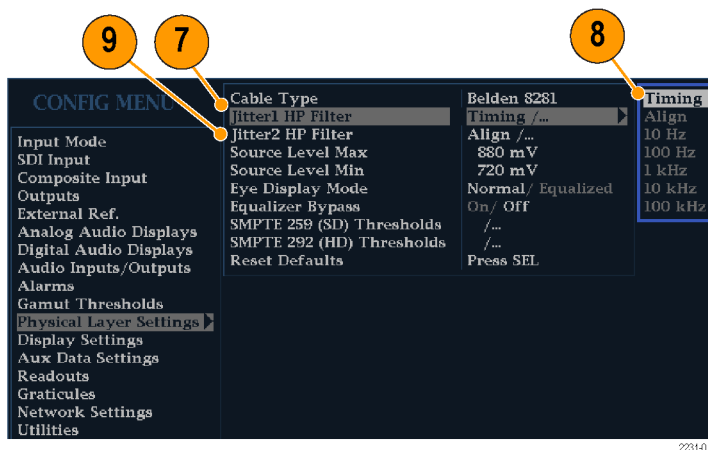 9 7 8
CONFIG MENU
Cable Type Belden 8281
Jitter1 HP Filter Timing /...
Jitter2 HP Filter Align /...
Source Level Max 880 mV
Source Level Min 720 mV
Eye Display Mode Normal/ Equalized
Equalizer Bypass On/ Off
SMPTE 259 (SD) Thresholds /...
SMPTE 292 (HD) Thresholds /...
Reset Defaults Press SEL
Timing
Align
10 Hz
100 Hz
1 kHz
10 kHz
100 kHz
Input Mode
SDI Input
Composite Input
Outputs
External Ref.
Analog Audio Displays
Digital Audio Displays
Audio Inputs/Outputs
Alarms
Gamut Thresholds
Physical Layer Settings
Display Settings
Aux Data Settings
Readouts
Graticules
Network Settings
Utilities